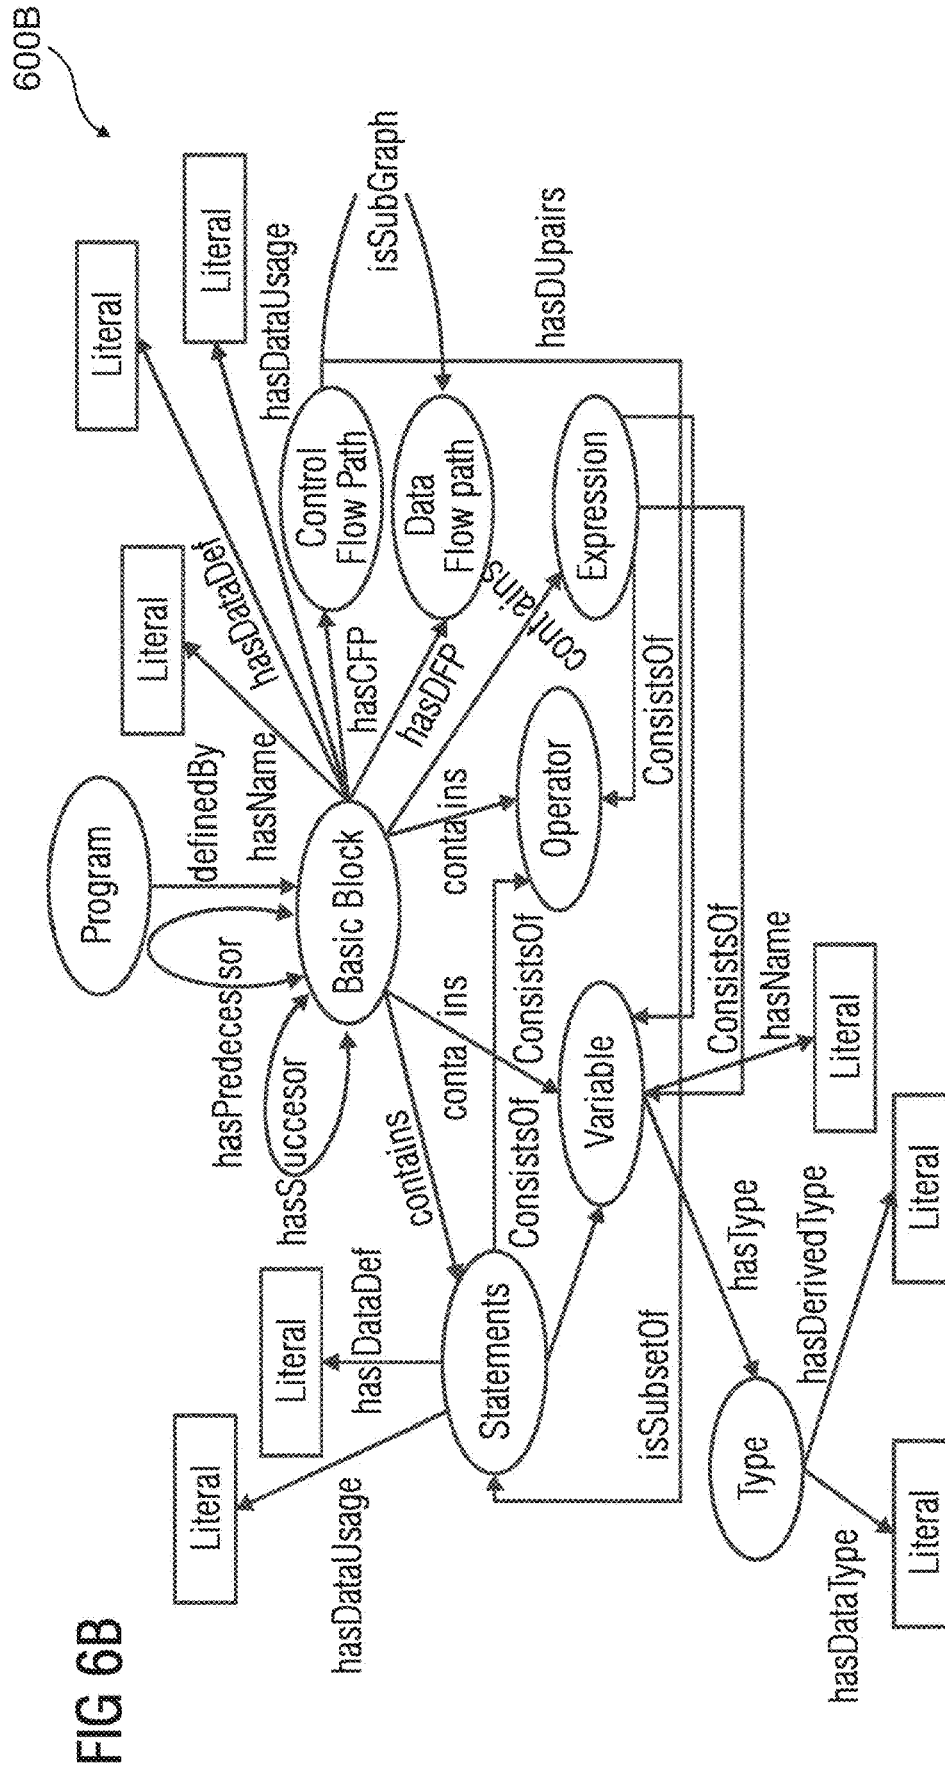 FIG 6B
600B
Program
definedBy
hasPredecessor
hasSuccesor
hasName
Literal
hasDataDef
Literal
hasDataUsage
Literal
Basic Block
hasCFP
Control
Flow Path
isSubGraph
hasDFP
Data
Flow path
hasDUpairs
contains
Expression
contains
Operator
contains
contains
Literal
hasDataUsage
Literal
hasDataDef
Statements
ConsistsOf
ConsistsOf
ConsistsOf
Variable
isSubsetOf
ConsistsOf
hasName
Literal
hasType
Type
hasDerivedType
Literal
hasDataType
Literal